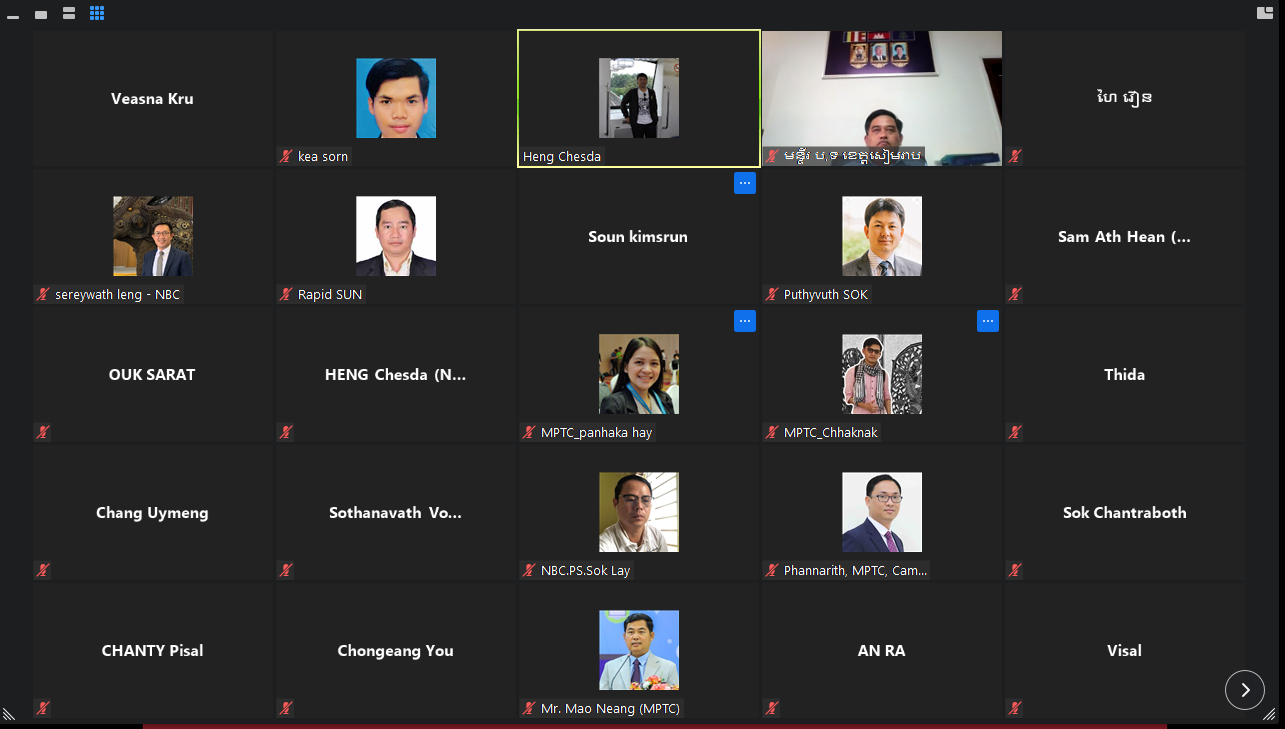 Veasna Kru
kea sorn
Heng Chesda
មន្ទីរ ប.ទ ខេត្តសៀមរាប
ហៃ រ៉ៀន
sereywath leng - NBC
Rapid SUN
Soun kimsrun
Puthyvuth SOK
Sam Ath Hean (...
OUK SARAT
HENG Chesda (N...
MPTC_panhaka hay
MPTC_Chhaknak
Thida
Chang Uymeng
Sothanavath Vo...
NBC.PS.Sok Lay
Phannarith, MPTC, Cam...
Sok Chantraboth
CHANTY Pisal
Chongeang You
Mr. Mao Neang (MPTC)
AN RA
Visal